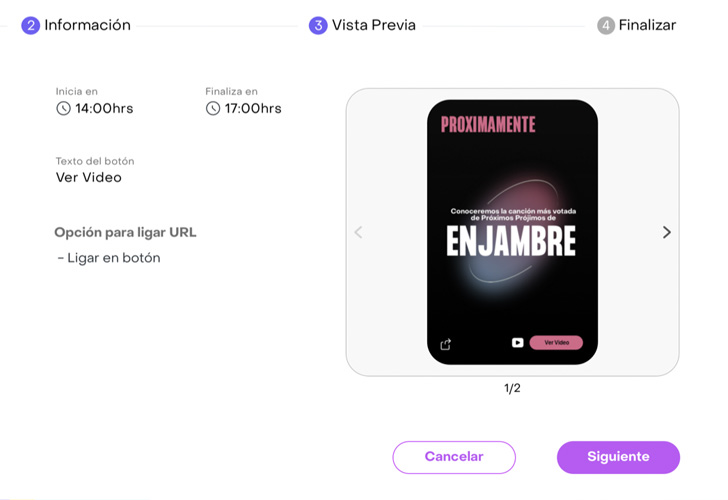 2 Información
3 Vista Previa
4 Finalizar
Inicia en
14:00hrs
Finaliza en
17:00hrs
Texto del botón
Ver Video
Opción para ligar URL
- Ligar en botón
PROXIMAMENTE
Conoceremos la canción más votada
de Próximos Prójimos de
ENJAMBRE
Ver Video
1/2
Cancelar
Siguiente